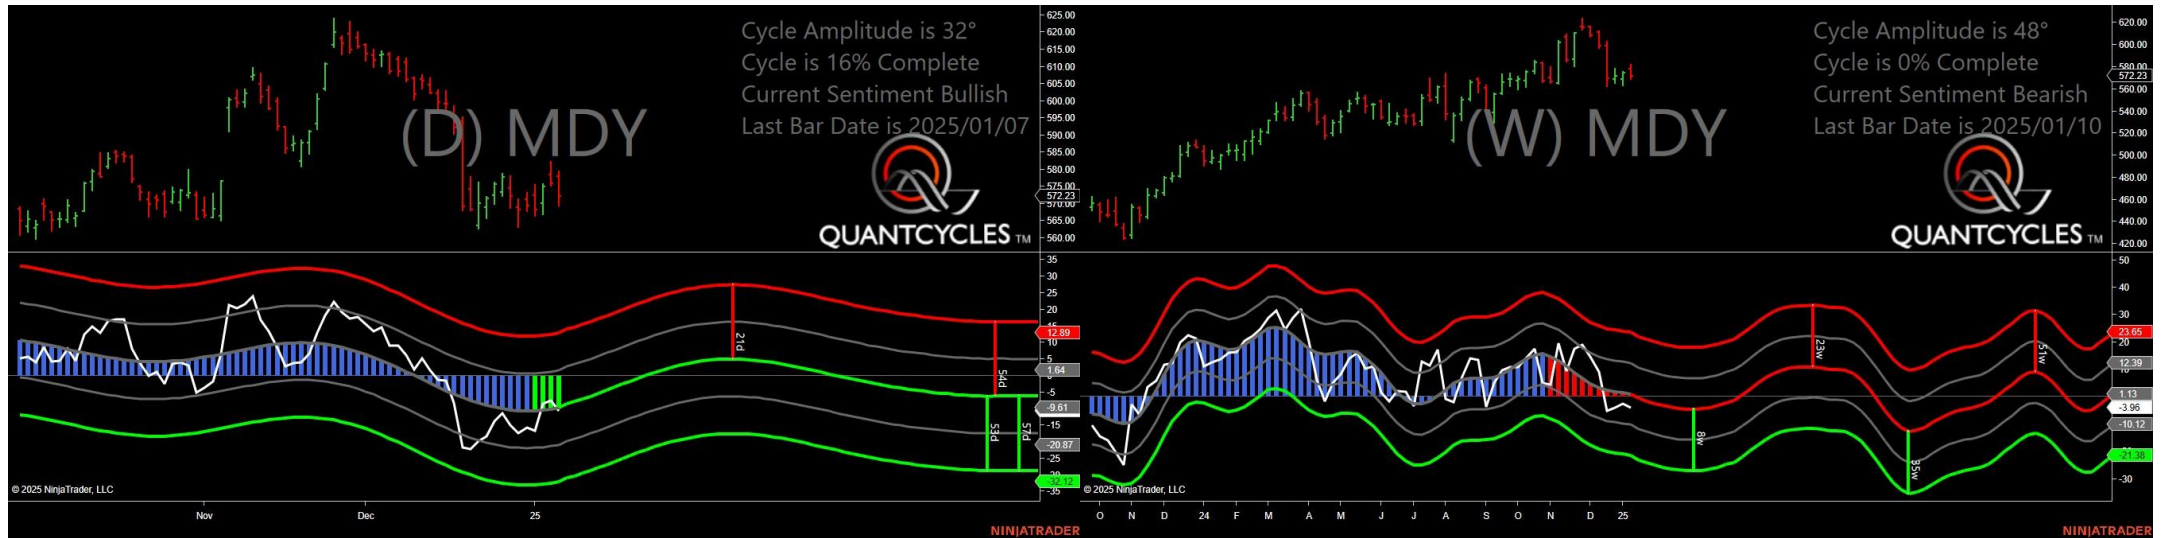 Cycle Amplitude is 32°
Cycle is 16% Complete
Current Sentiment Bullish
Last Bar Date is 2025/01/07
(D) MDY
QUANTCYCLES TM
625.00
620.00
615.00
610.00
605.00
600.00
595.00
590.00
585.00
580.00
575.00
572.23
570.00
565.00
560.00
35
30
25
20
15
12.89
10
5
1.64
-5
-9.61
-15
-20.87
-25
-32.12
-35
21d
54d
53d
57d
© 2025 NinjaTrader, LLC
Nov
Dec
25
NINJATRADER
Cycle Amplitude is 48°
Cycle is 0% Complete
Current Sentiment Bearish
Last Bar Date is 2025/01/10
(W) MDY
QUANTCYCLES TM
620.00
600.00
580.00
572.23
560.00
540.00
520.00
500.00
480.00
460.00
440.00
420.00
50
40
30
23.65
20
12.39
1.13
-3.96
-10.12
-21.38
-30
23w
51w
8w
35w
© 2025 NinjaTrader, LLC
O
N
D
24
F
M
A
M
J
J
A
S
O
N
D
25
NINJATRADER